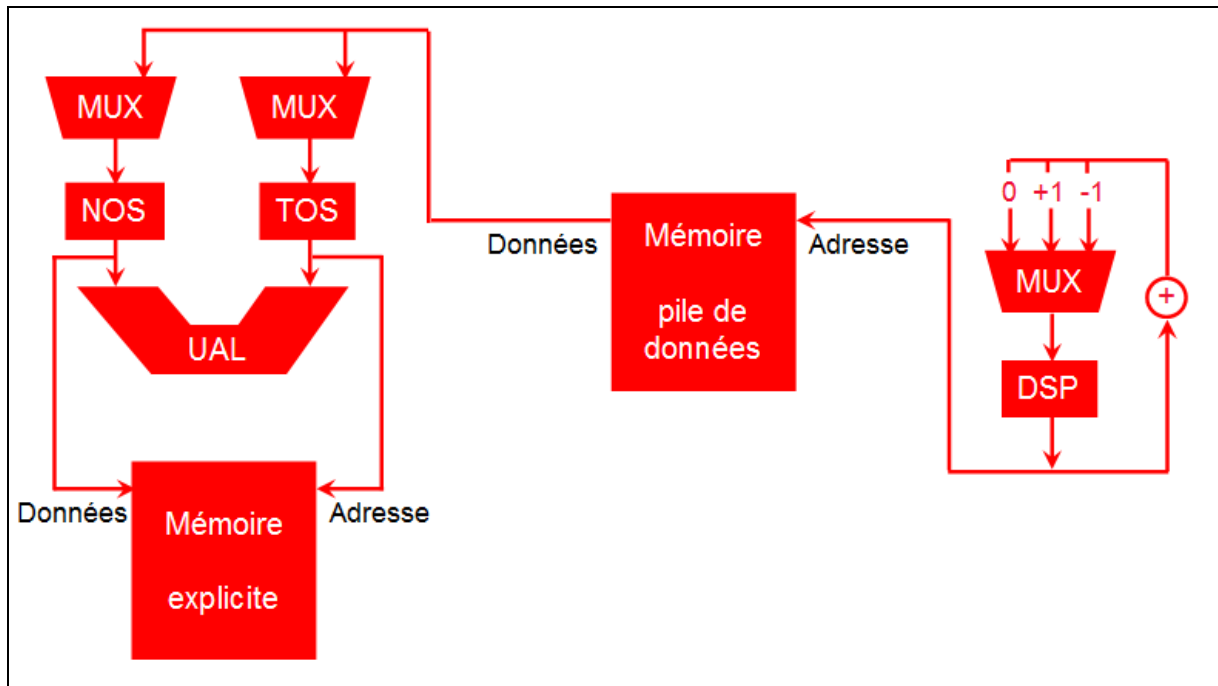 MUX
MUX
NOS
TOS
UAL
Données
Adresse
Mémoire
explicite
Données
Adresse
Mémoire
pile de
données
0 +1 -1
MUX
+
DSP